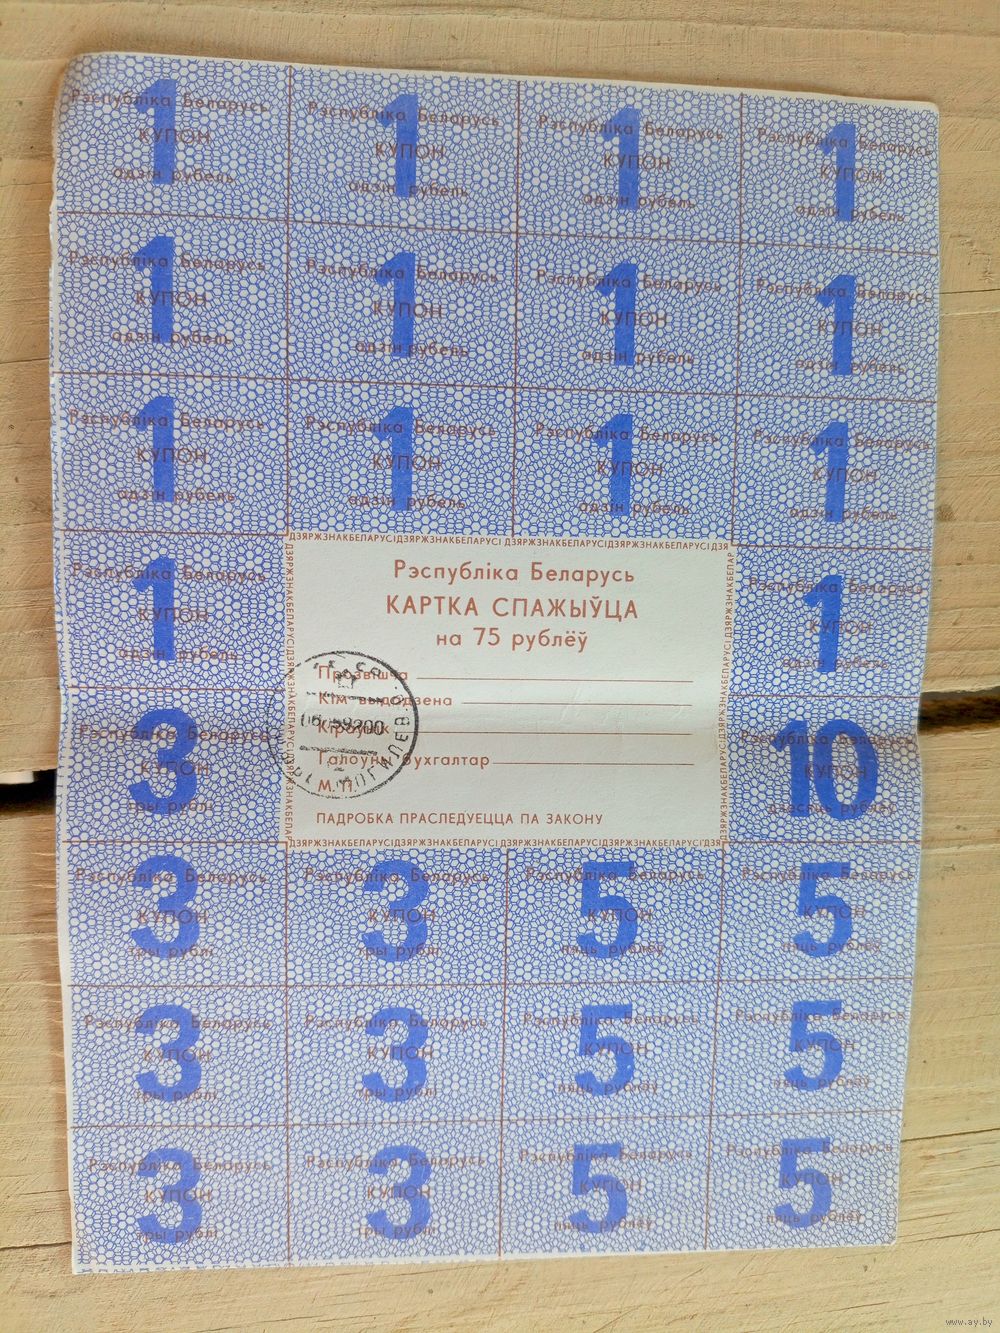 Рэспубліка Беларусь Рэспубліка Беларусь Рэспубліка Беларусь Рэспубліка Беларусь
1 1 1 1
КУПОН КУПОН КУПОН КУПОН
адзін рубель адзін рубель адзін рубель адзін рубель
Рэспубліка Беларусь Рэспубліка Беларусь Рэспубліка Беларусь Рэспубліка Беларусь
1 1 1 1
КУПОН КУПОН КУПОН КУПОН
адзін рубель адзін рубель адзін рубель адзін рубель
Рэспубліка Беларусь Рэспубліка Беларусь Рэспубліка Беларусь Рэспубліка Беларусь
1 1 1 1
КУПОН КУПОН КУПОН КУПОН
адзін рубель адзін рубель адзін рубель адзін рубель
Рэспубліка Беларусь
1
КУПОН
адзін рубель
ДЗЯРЖЗНАКБЕЛАРУСІДЗЯРЖЗНАКБЕЛАРУСІДЗЯРЖЗНАКБЕЛАРУСІДЗЯРЖЗНАКБЕЛАРУСІДЗЯ
Рэспубліка Беларусь
КАРТКА СПАЖЫЎЦА
на 75 рублёў
Прозвішча
Кім выдадзена
Кіраўнік
Галоўны бухгалтар
М. П.
ПАДРОБКА ПРАСЛЕДУЕЦЦА ПА ЗАКОНУ
МОГИЛЕВ
Рэспубліка Беларусь
1
КУПОН
адзін рубель
Рэспубліка Беларусь Рэспубліка Беларусь
3 10
КУПОН КУПОН
тры рублі дзесяць рублёў
Рэспубліка Беларусь Рэспубліка Беларусь Рэспубліка Беларусь Рэспубліка Беларусь
3 3 5 5
КУПОН КУПОН КУПОН КУПОН
тры рублі тры рублі пяць рублёў пяць рублёў
Рэспубліка Беларусь Рэспубліка Беларусь Рэспубліка Беларусь Рэспубліка Беларусь
3 3 5 5
КУПОН КУПОН КУПОН КУПОН
тры рублі тры рублі пяць рублёў пяць рублёў
Рэспубліка Беларусь Рэспубліка Беларусь Рэспубліка Беларусь Рэспубліка Беларусь
3 3 5 5
КУПОН КУПОН КУПОН КУПОН
тры рублі тры рублі пяць рублёў пяць рублёў
www.ay.by